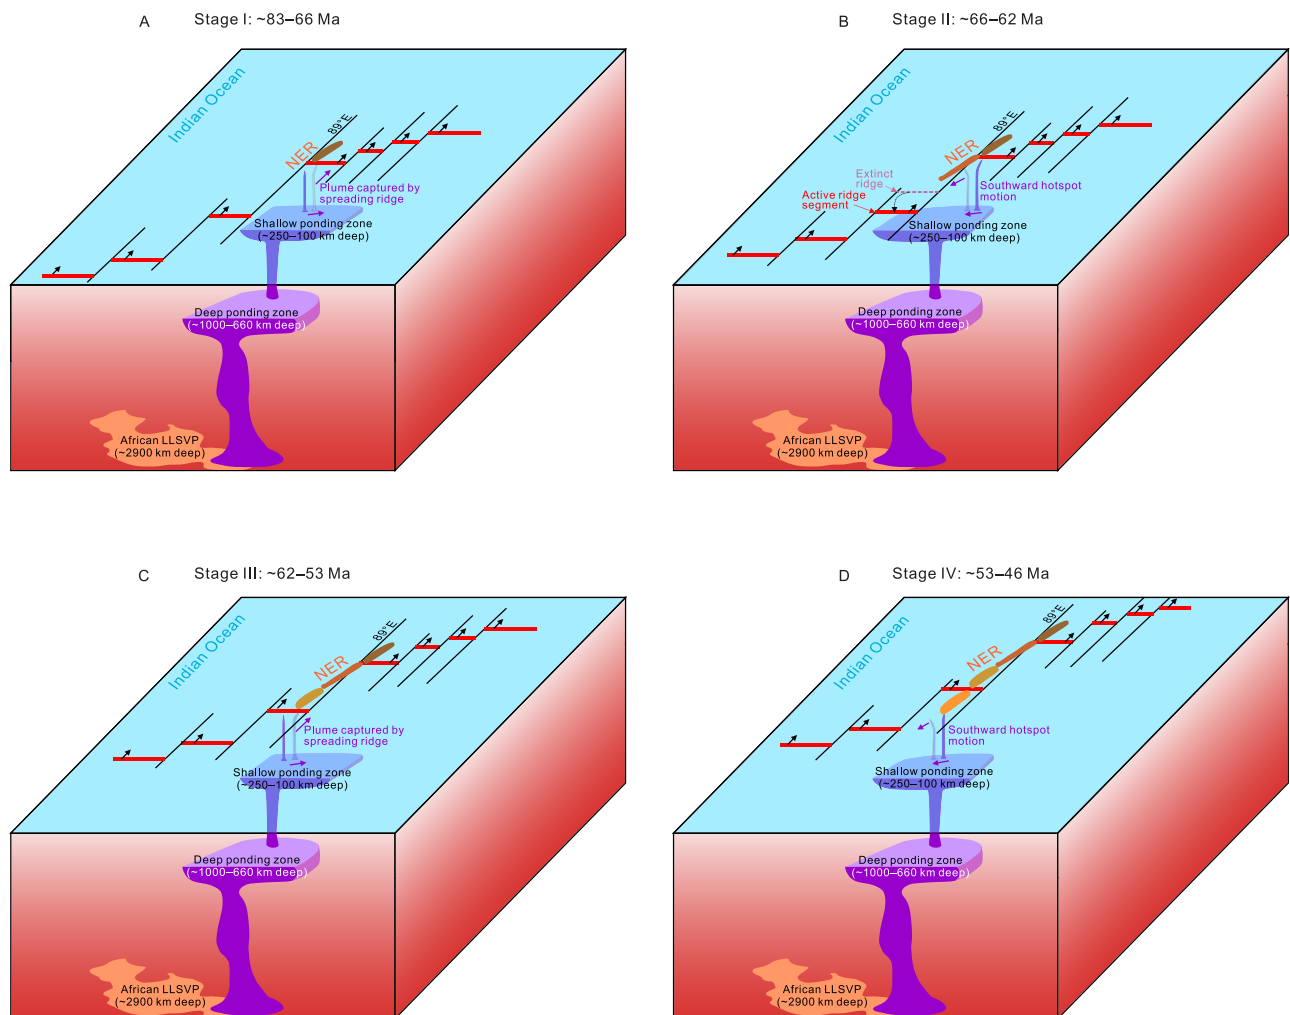 A Stage I: ~83–66 Ma
Indian Ocean
89°E
NER
Plume captured by
spreading ridge
Shallow ponding zone
(~250–100 km deep)
Deep ponding zone
(~1000–660 km deep)
African LLSVP
(~2900 km deep)
B Stage II: ~66–62 Ma
Indian Ocean
89°E
NER
Extinct
ridge
Active ridge
segment
Southward hotspot
motion
Shallow ponding zone
(~250–100 km deep)
Deep ponding zone
(~1000–660 km deep)
African LLSVP
(~2900 km deep)
C Stage III: ~62–53 Ma
Indian Ocean
89°E
NER
Plume captured by
spreading ridge
Shallow ponding zone
(~250–100 km deep)
Deep ponding zone
(~1000–660 km deep)
African LLSVP
(~2900 km deep)
D Stage IV: ~53–46 Ma
Indian Ocean
89°E
NER
Southward hotspot
motion
Shallow ponding zone
(~250–100 km deep)
Deep ponding zone
(~1000–660 km deep)
African LLSVP
(~2900 km deep)